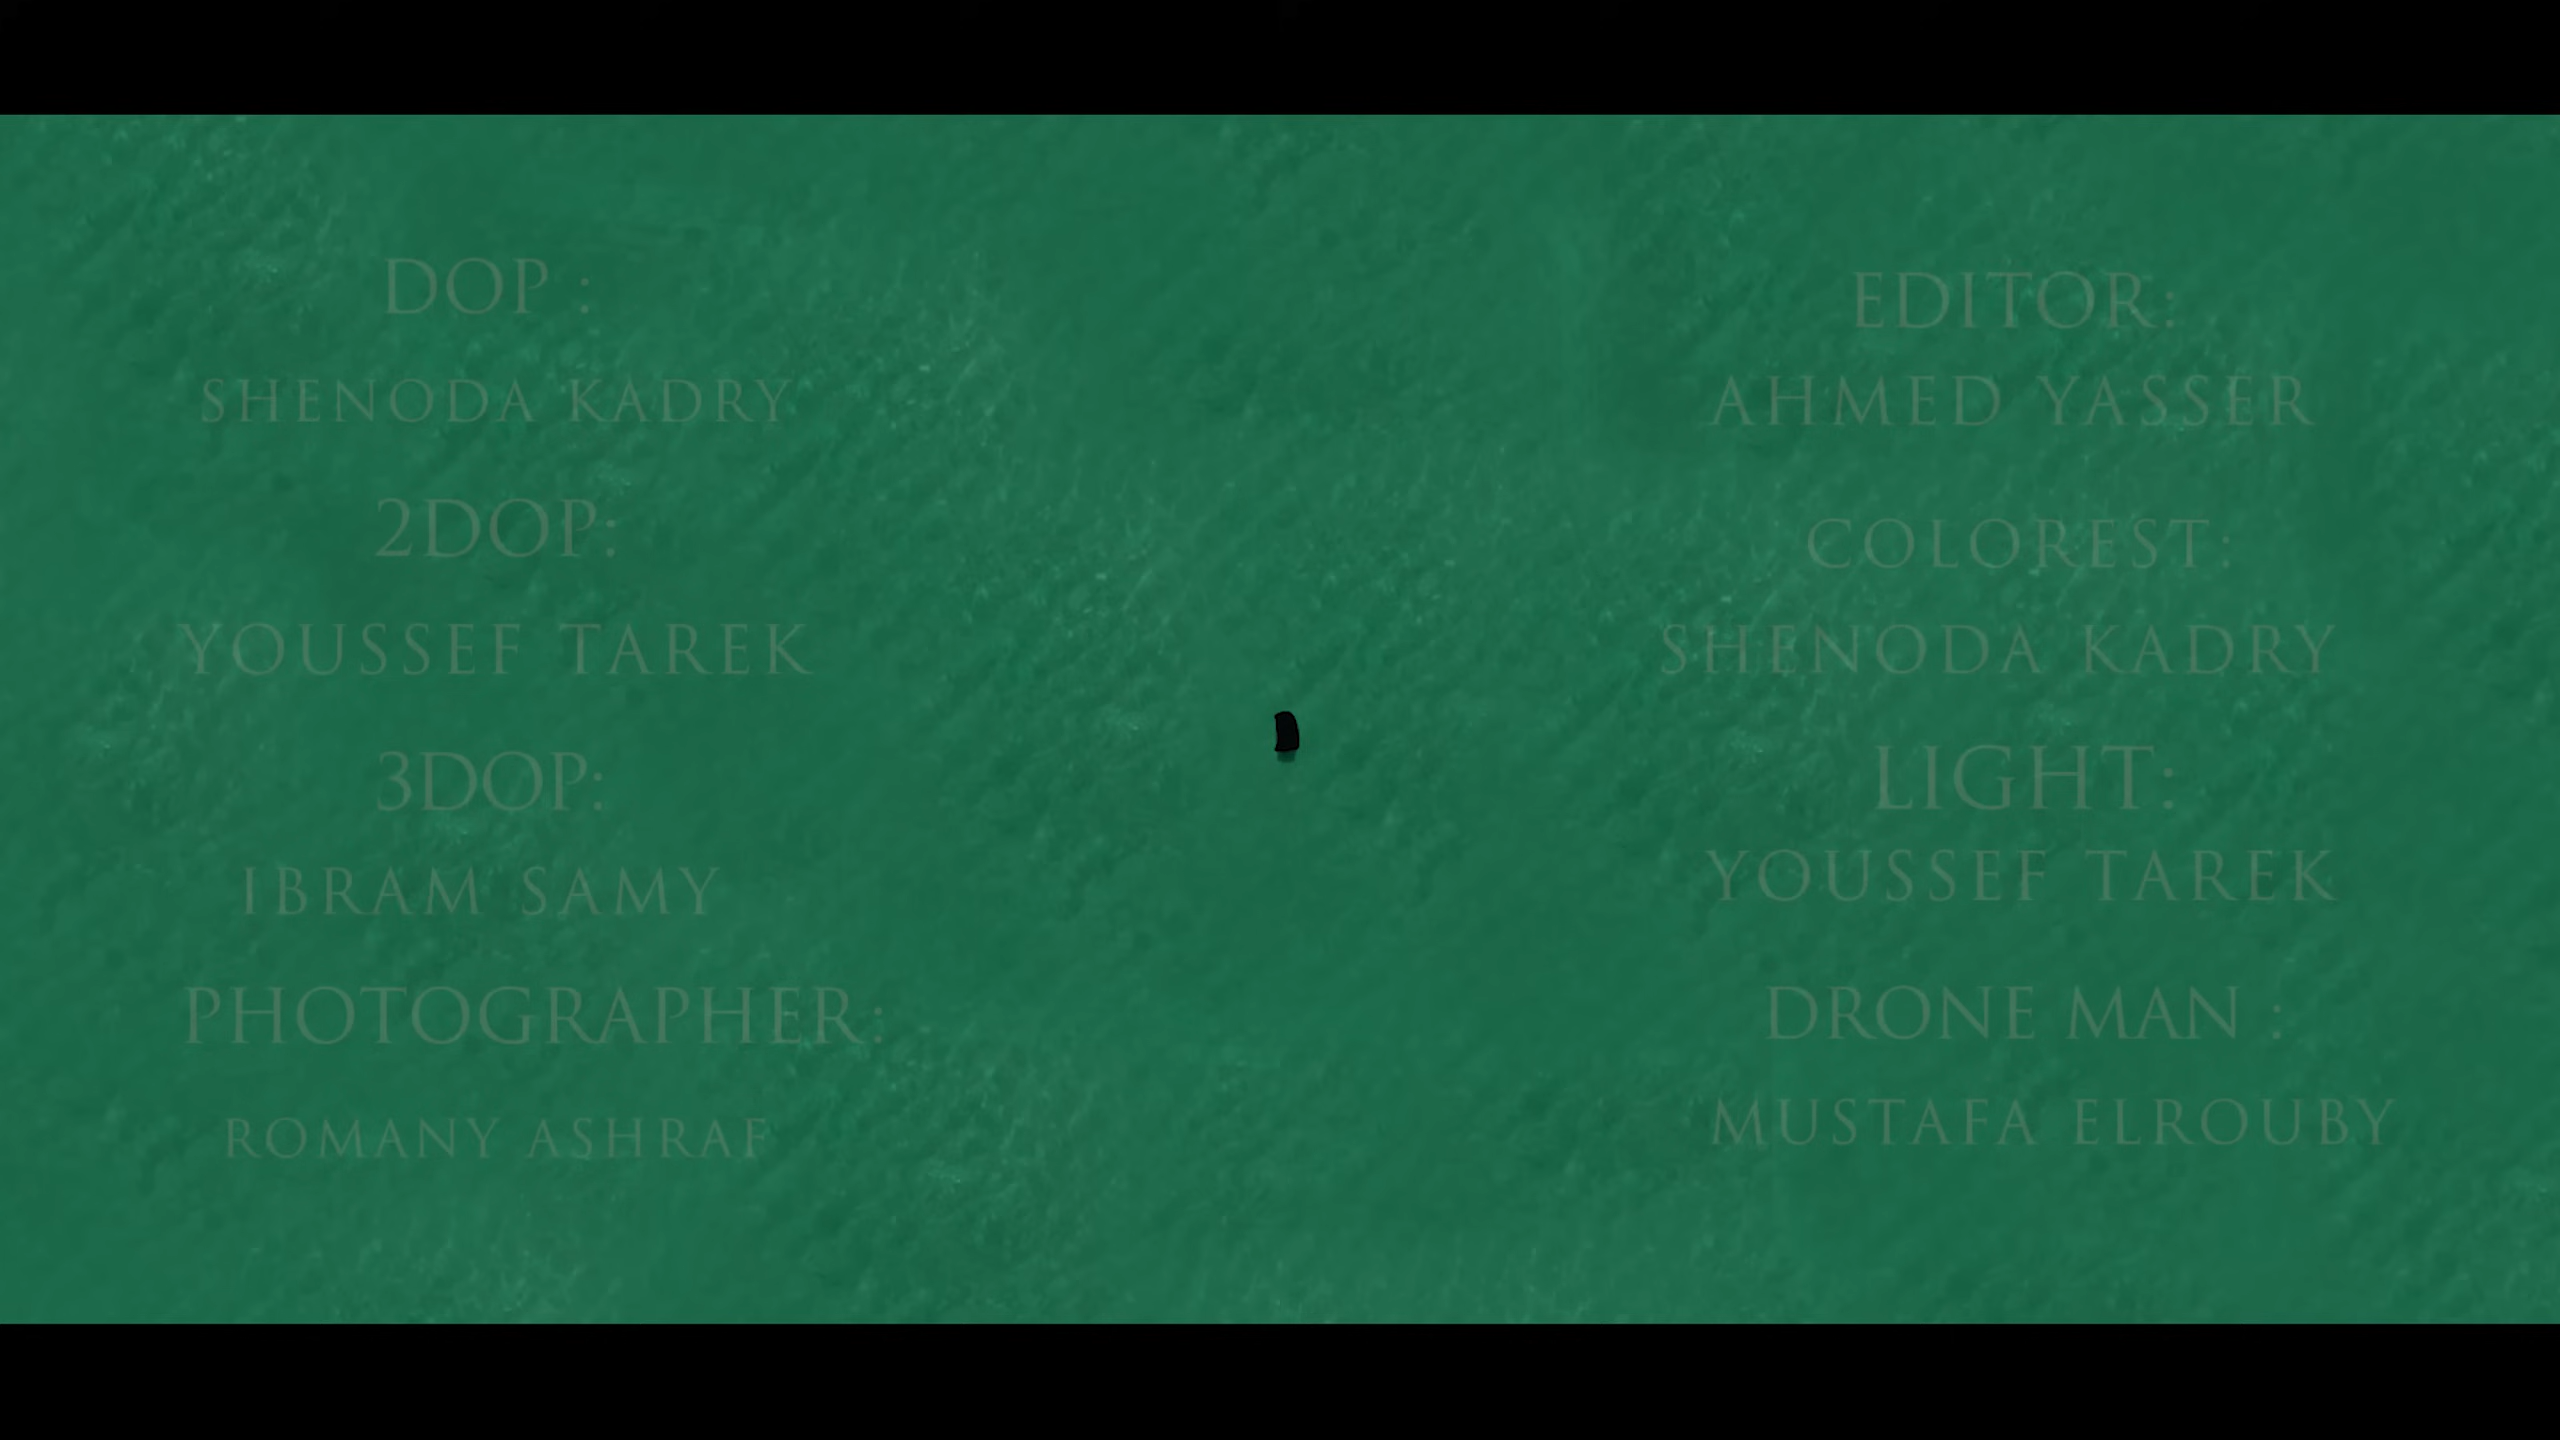 DOP :
SHENODA KADRY
2DOP:
YOUSSEF TAREK
3DOP:
IBRAM SAMY
PHOTOGRAPHER:
ROMANY ASHRAF
EDITOR:
AHMED YASSER
COLOREST:
SHENODA KADRY
LIGHT:
YOUSSEF TAREK
DRONE MAN :
MUSTAFA ELROUBY